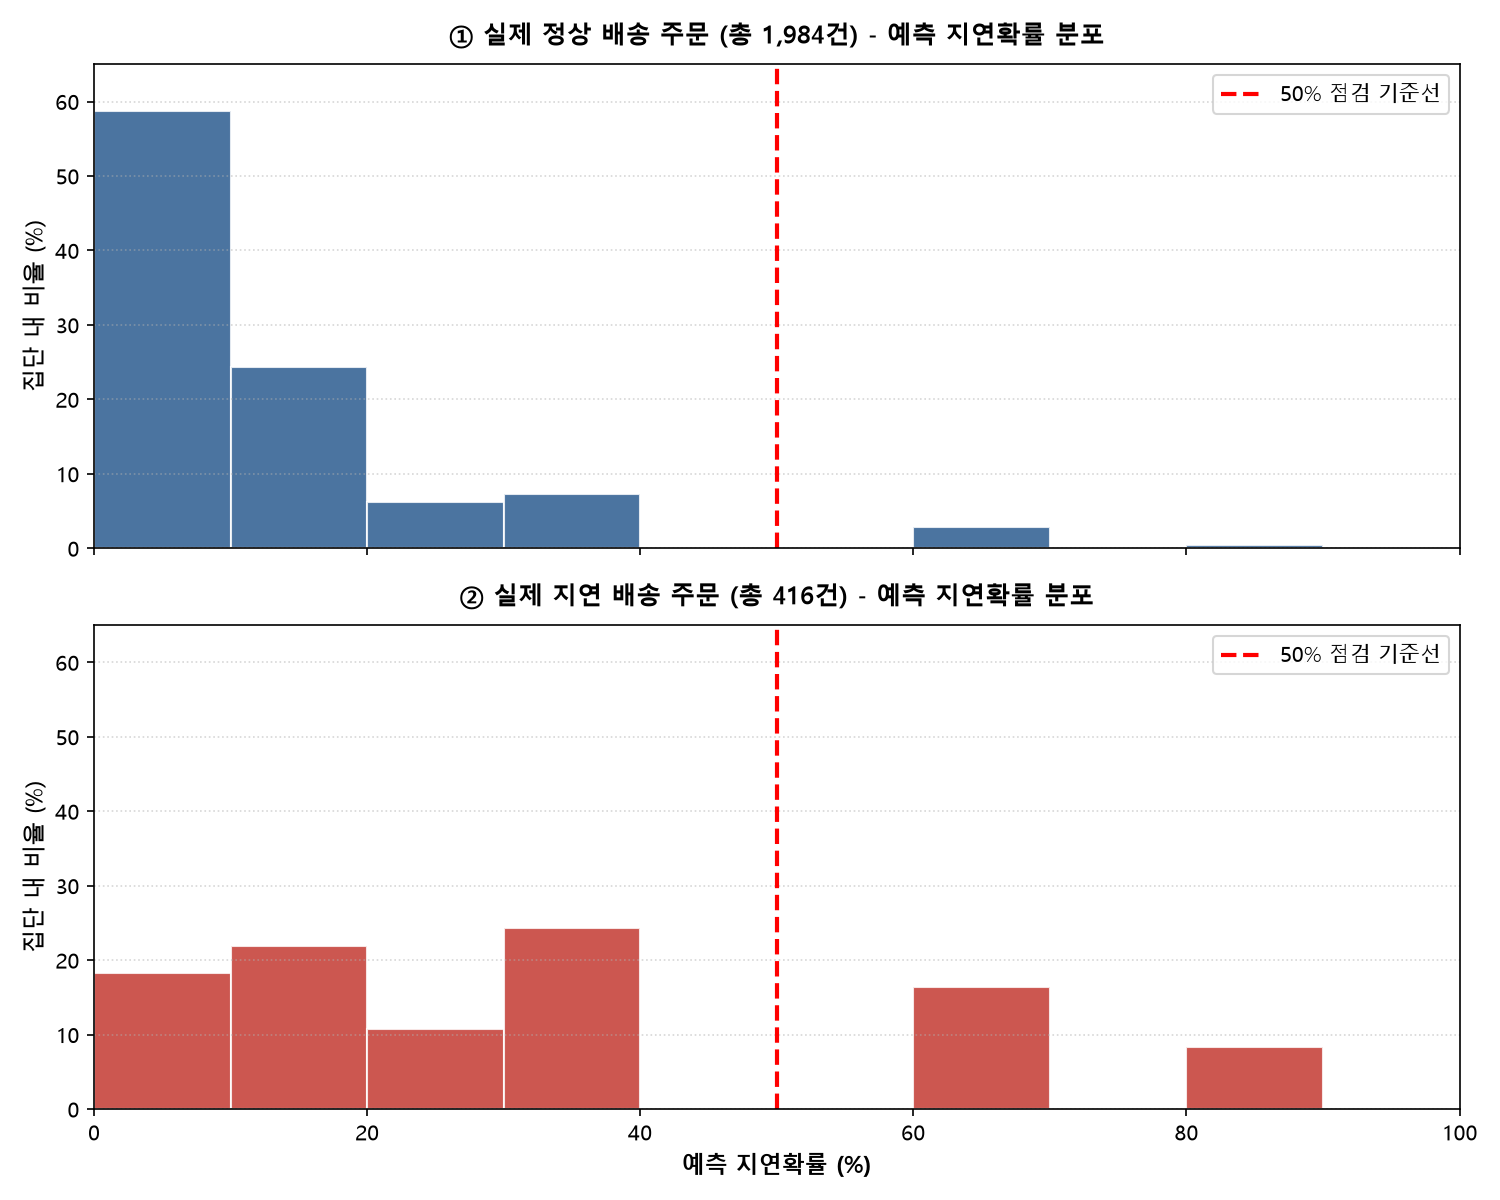 ① 실제 정상 배송 주문 (총 1,984건) - 예측 지연확률 분포
50% 점검 기준선
집단 내 비율 (%)
60
50
40
30
20
10
0
② 실제 지연 배송 주문 (총 416건) - 예측 지연확률 분포
50% 점검 기준선
집단 내 비율 (%)
60
50
40
30
20
10
0
0 20 40 60 80 100
예측 지연확률 (%)